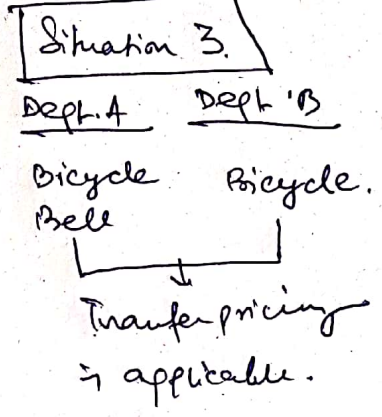 Situation 3.
Dept. A Dept 'B
Bicycle Bicycle.
Bell
Transfer pricing
is applicable.